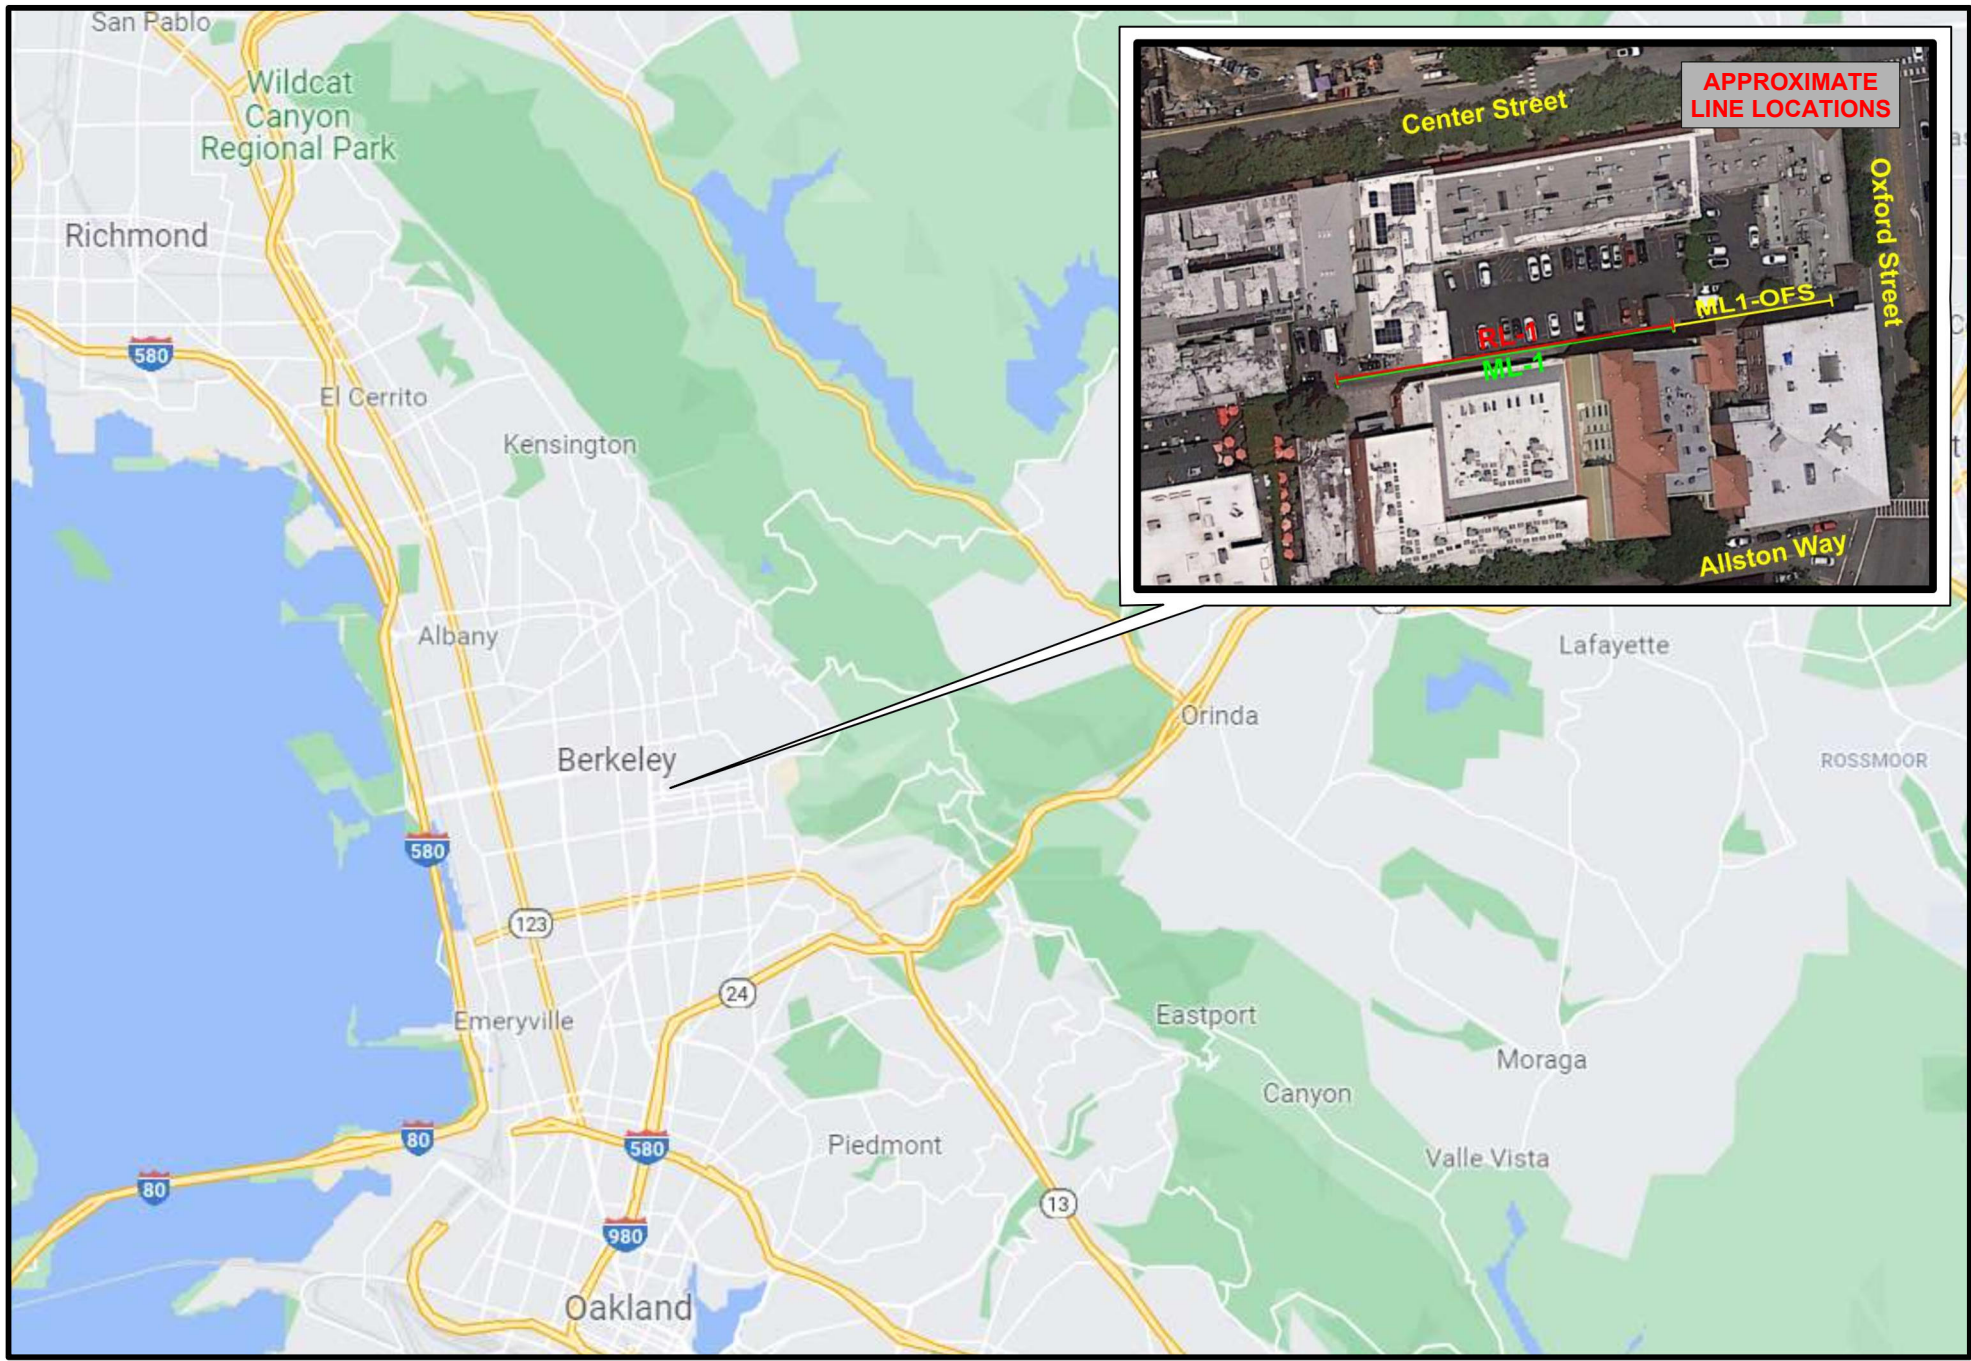 San Pablo
Wildcat
Canyon
Regional Park
Richmond
580
El Cerrito
Kensington
Albany
Berkeley
580
123
24
Emeryville
80
80
580
980
Oakland
Piedmont
13
Orinda
Lafayette
ROSSMOOR
Eastport
Canyon
Moraga
Valle Vista
APPROXIMATE
LINE LOCATIONS
Center Street
Oxford Street
ML1-OFS
RL-1
ML-1
Allston Way